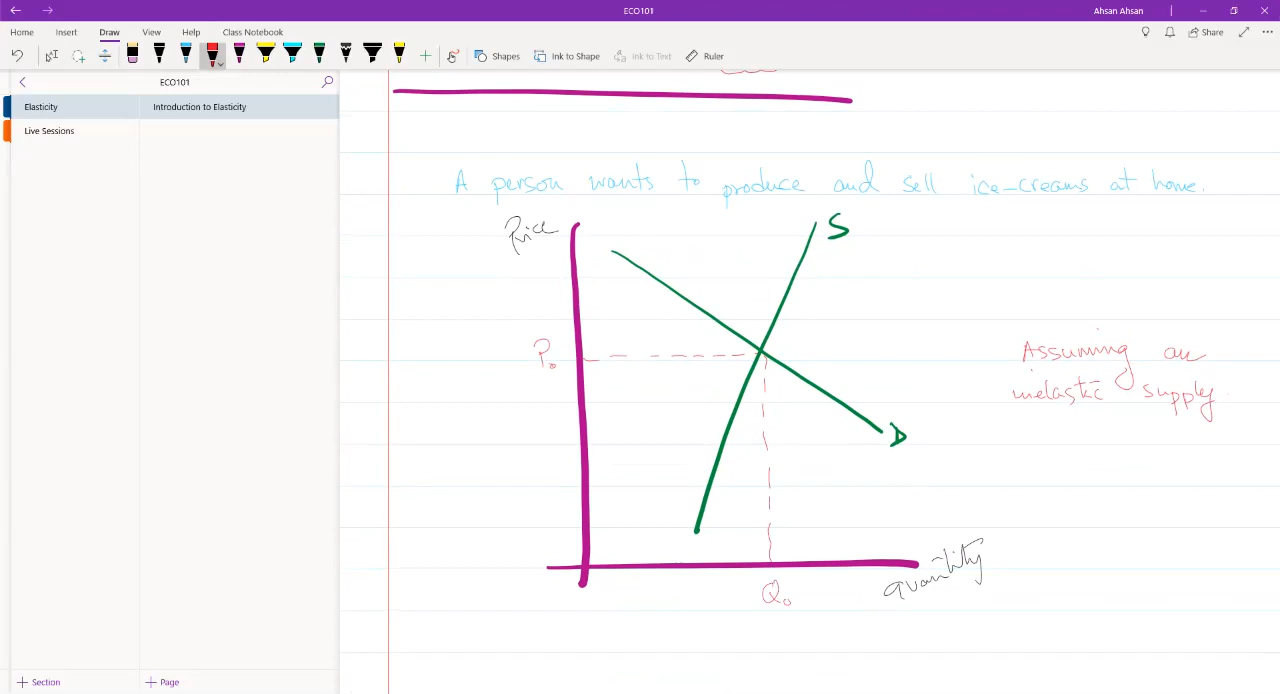 ECO101
Ahsan Ahsan
Home Insert Draw View Help Class Notebook
Share
Shapes Ink to Shape Ink to Text Ruler
ECO101
Elasticity
Introduction to Elasticity
Live Sessions
A person wants to produce and sell ice-creams at home.
Price
S
P₀
Assuming an
inelastic supply
D
quantity
Q₀
+ Section
+ Page